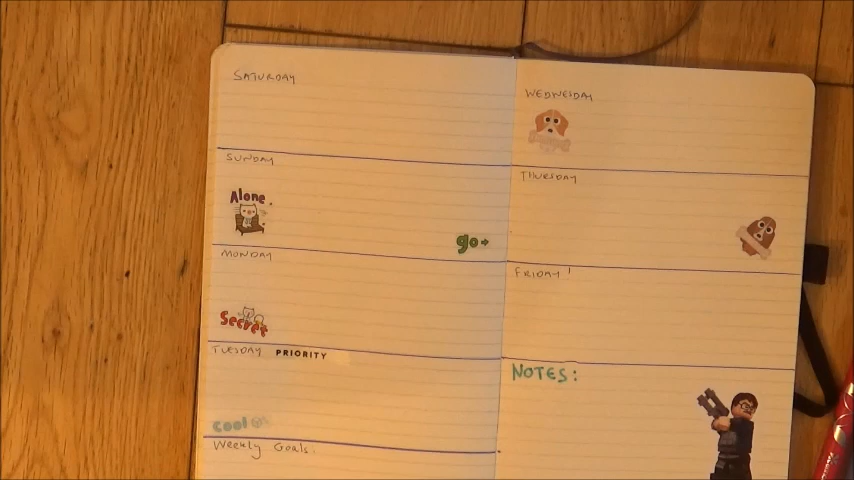 SATURDAY
SUNDAY
Alone.
go
MONDAY
Secret
TUESDAY PRIORITY
cool
Weekly Goals:
WEDNESDAY
THURSDAY
FRIDAY
NOTES: